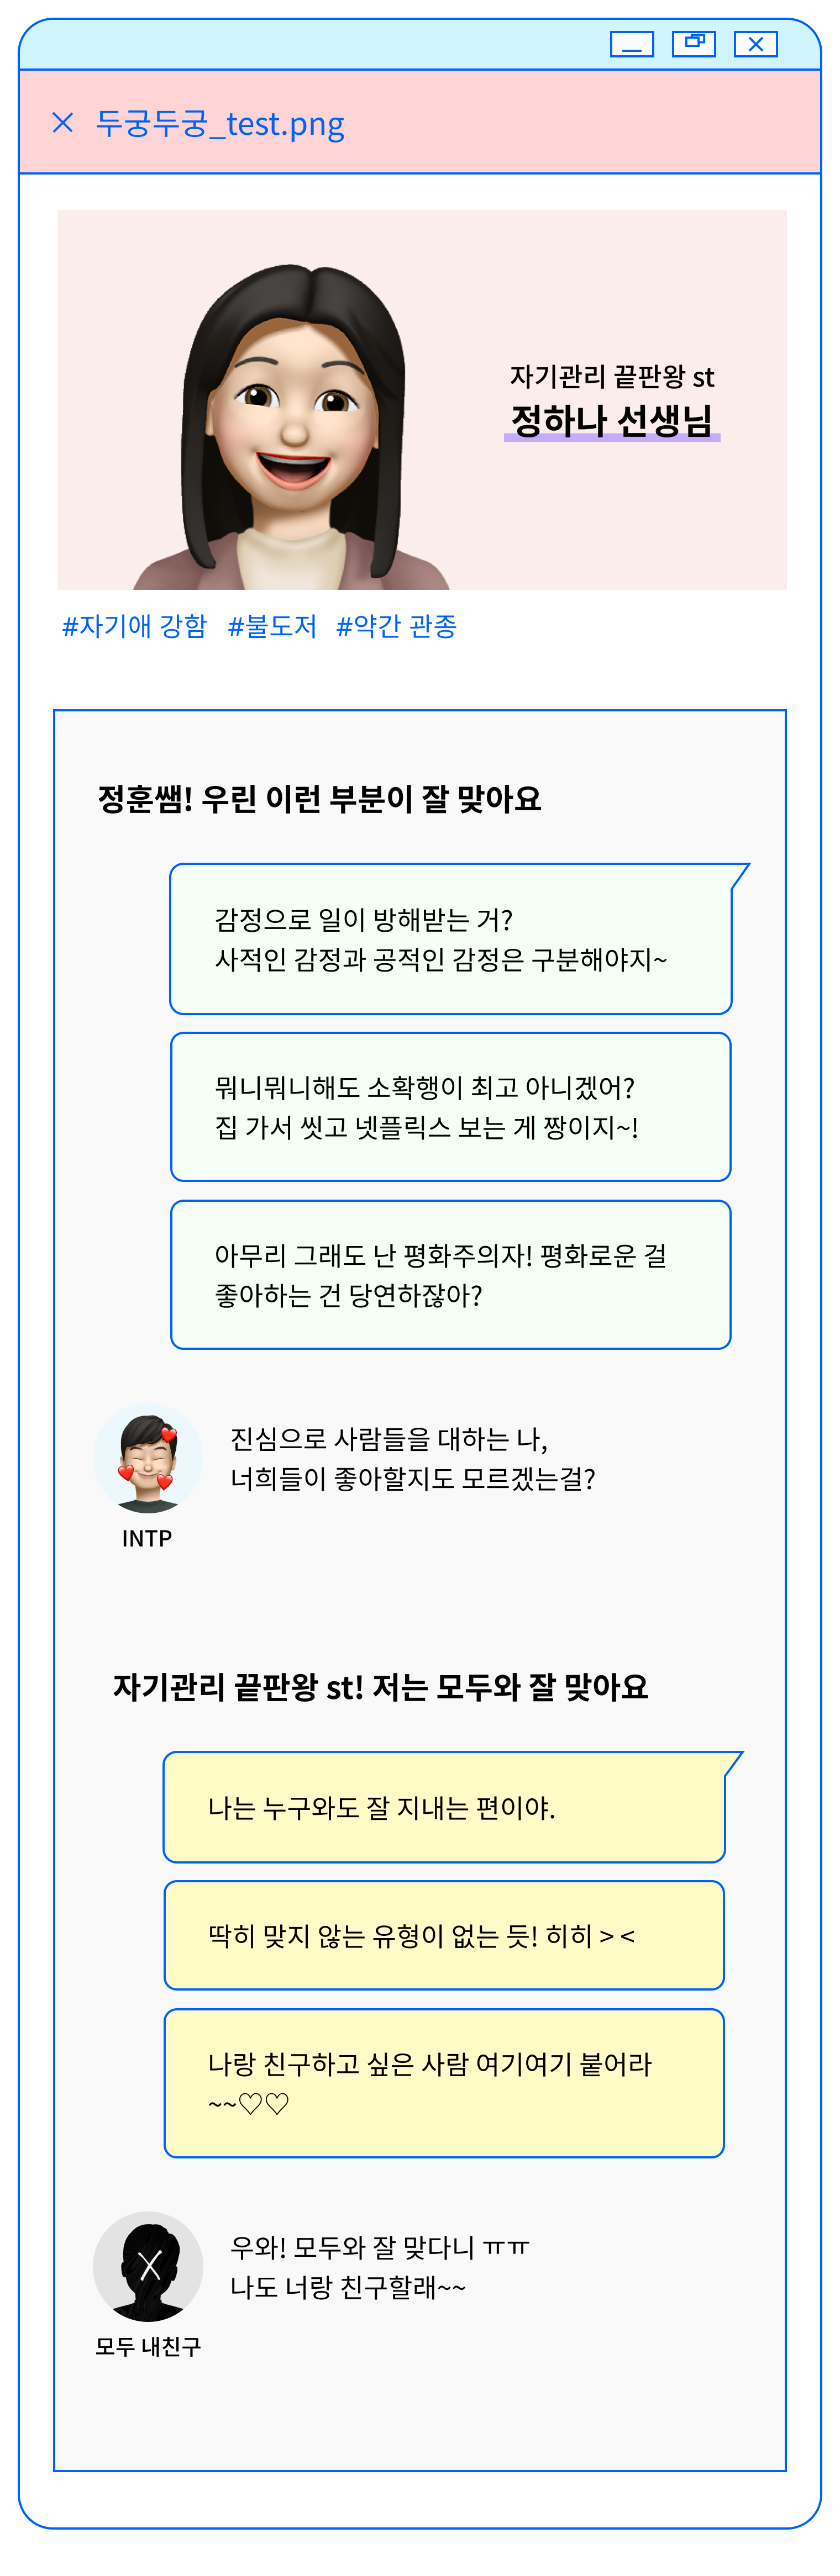 두궁두궁_test.png
자기관리 끝판왕 st
정하나 선생님
#자기애 강함 #불도저 #약간 관종
정훈쌤! 우린 이런 부분이 잘 맞아요
감정으로 일이 방해받는 거?
사적인 감정과 공적인 감정은 구분해야지~
뭐니뭐니해도 소확행이 최고 아니겠어?
집 가서 씻고 넷플릭스 보는 게 짱이지~!
아무리 그래도 난 평화주의자! 평화로운 걸
좋아하는 건 당연하잖아?
진심으로 사람들을 대하는 나,
너희들이 좋아할지도 모르겠는걸?
INTP
자기관리 끝판왕 st! 저는 모두와 잘 맞아요
나는 누구와도 잘 지내는 편이야.
딱히 맞지 않는 유형이 없는 듯! 히히 > <
나랑 친구하고 싶은 사람 여기여기 붙어라
~~♡♡
우와! 모두와 잘 맞다니 ㅠㅠ
나도 너랑 친구할래~~
모두 내친구